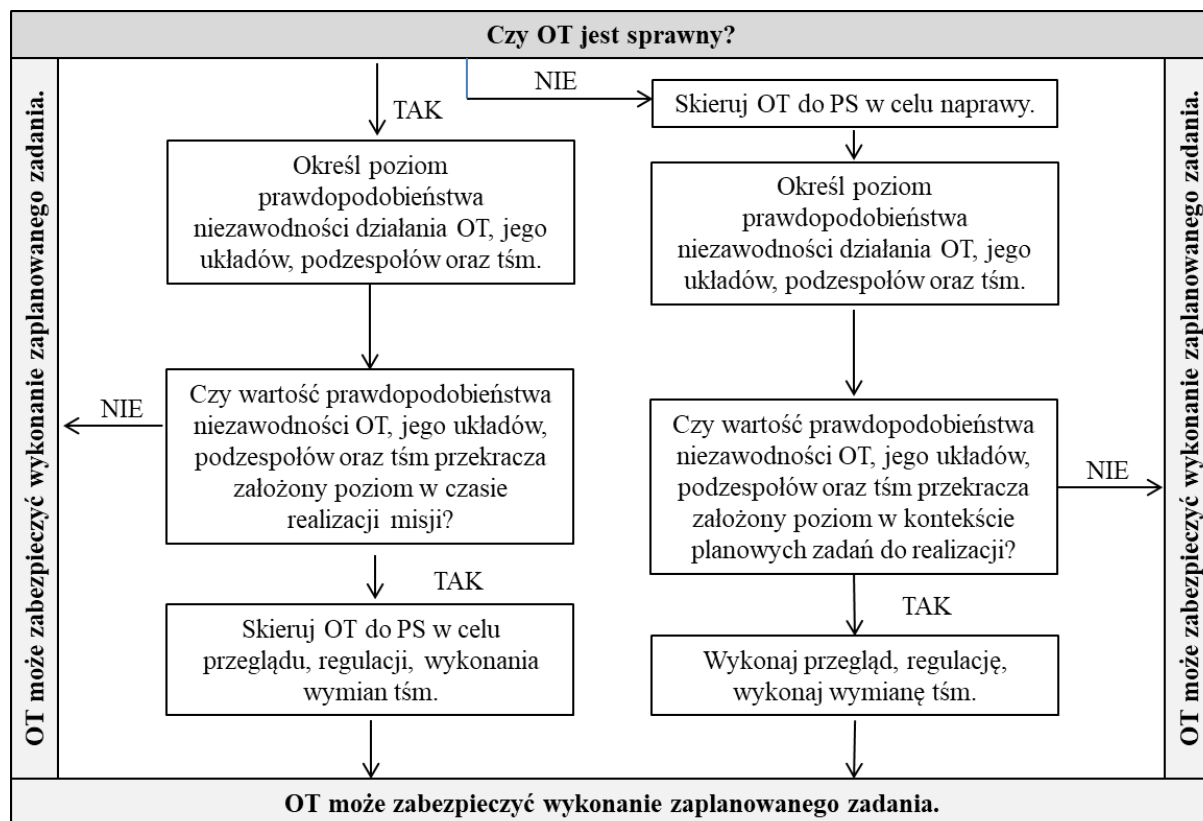 Czy OT jest sprawny?
NIE
TAK
Skieruj OT do PS w celu naprawy.
Określ poziom
prawdopodobieństwa
niezawodności działania OT, jego
układów, podzespołów oraz tśm.
Określ poziom
prawdopodobieństwa
niezawodności działania OT, jego
układów, podzespołów oraz tśm.
Czy wartość prawdopodobieństwa
niezawodności OT, jego układów,
podzespołów oraz tśm przekracza
założony poziom w czasie
realizacji misji?
NIE
Czy wartość prawdopodobieństwa
niezawodności OT, jego układów,
podzespołów oraz tśm przekracza
założony poziom w kontekście
planowych zadań do realizacji?
NIE
TAK
TAK
Skieruj OT do PS w celu
przeglądu, regulacji, wykonania
wymian tśm.
Wykonaj przegląd, regulację,
wykonaj wymianę tśm.
OT może zabezpieczyć wykonanie zaplanowanego zadania.
OT może zabezpieczyć wykonanie zaplanowanego zadania.
OT może zabezpieczyć wykonanie zaplanowanego zadania.